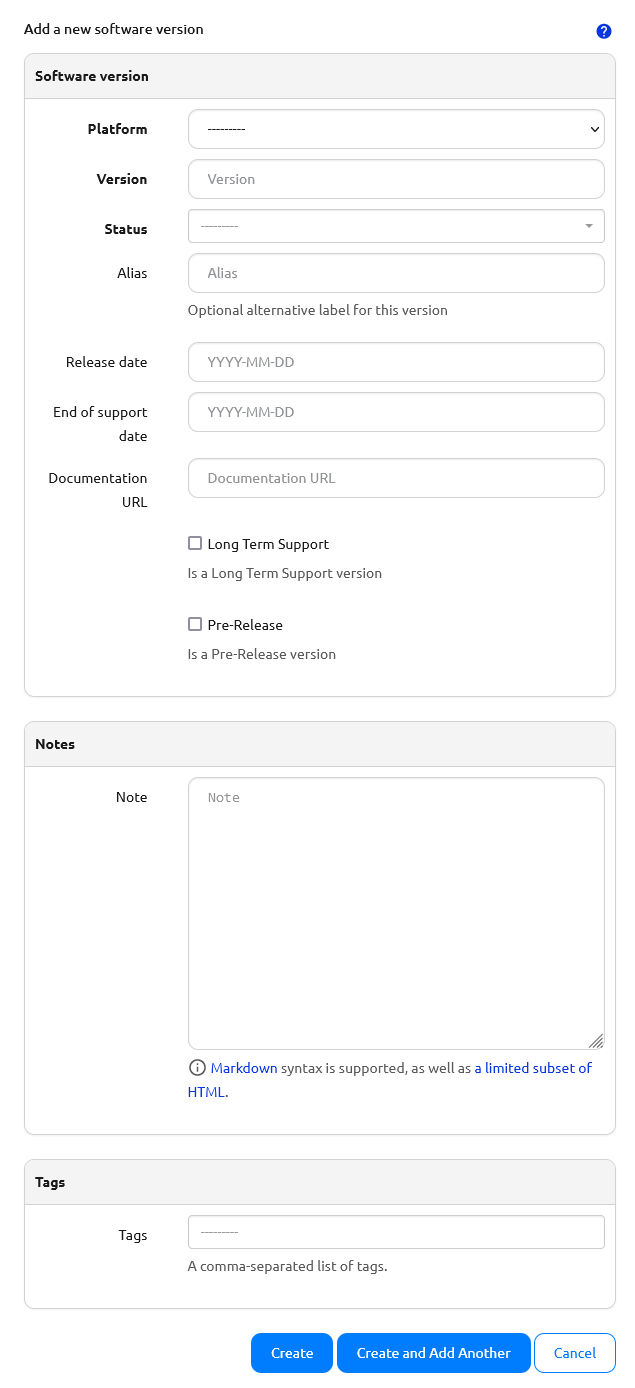 Add a new software version
Software version
Platform
---------
Version
Version
Status
---------
Alias
Alias
Optional alternative label for this version
Release date
YYYY-MM-DD
End of support
date
YYYY-MM-DD
Documentation
URL
Documentation URL
Long Term Support
Is a Long Term Support version
Pre-Release
Is a Pre-Release version
Notes
Note
Note
Markdown syntax is supported, as well as a limited subset of
HTML.
Tags
Tags
---------
A comma-separated list of tags.
Create
Create and Add Another
Cancel